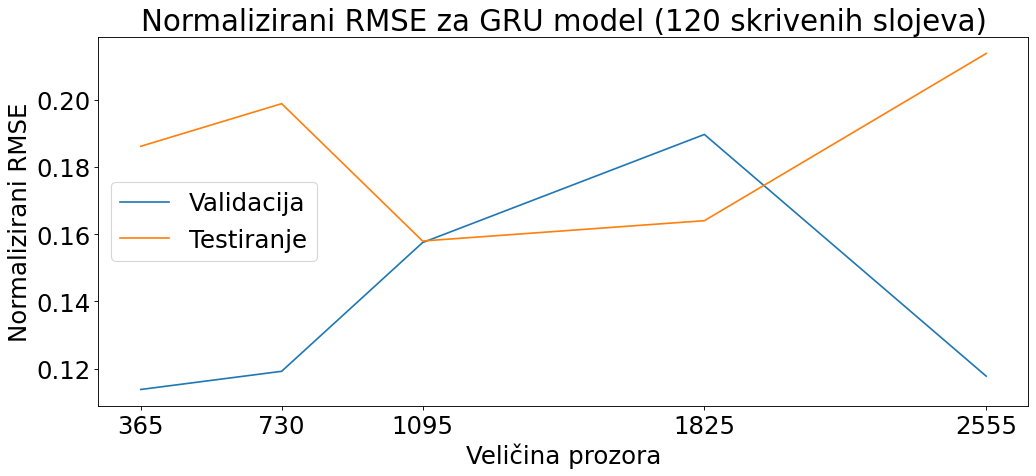 Normalizirani RMSE za GRU model (120 skrivenih slojeva)
Normalizirani RMSE
0.20
0.18
0.16
0.14
0.12
Validacija
Testiranje
365 730 1095 1825 2555
Veličina prozora